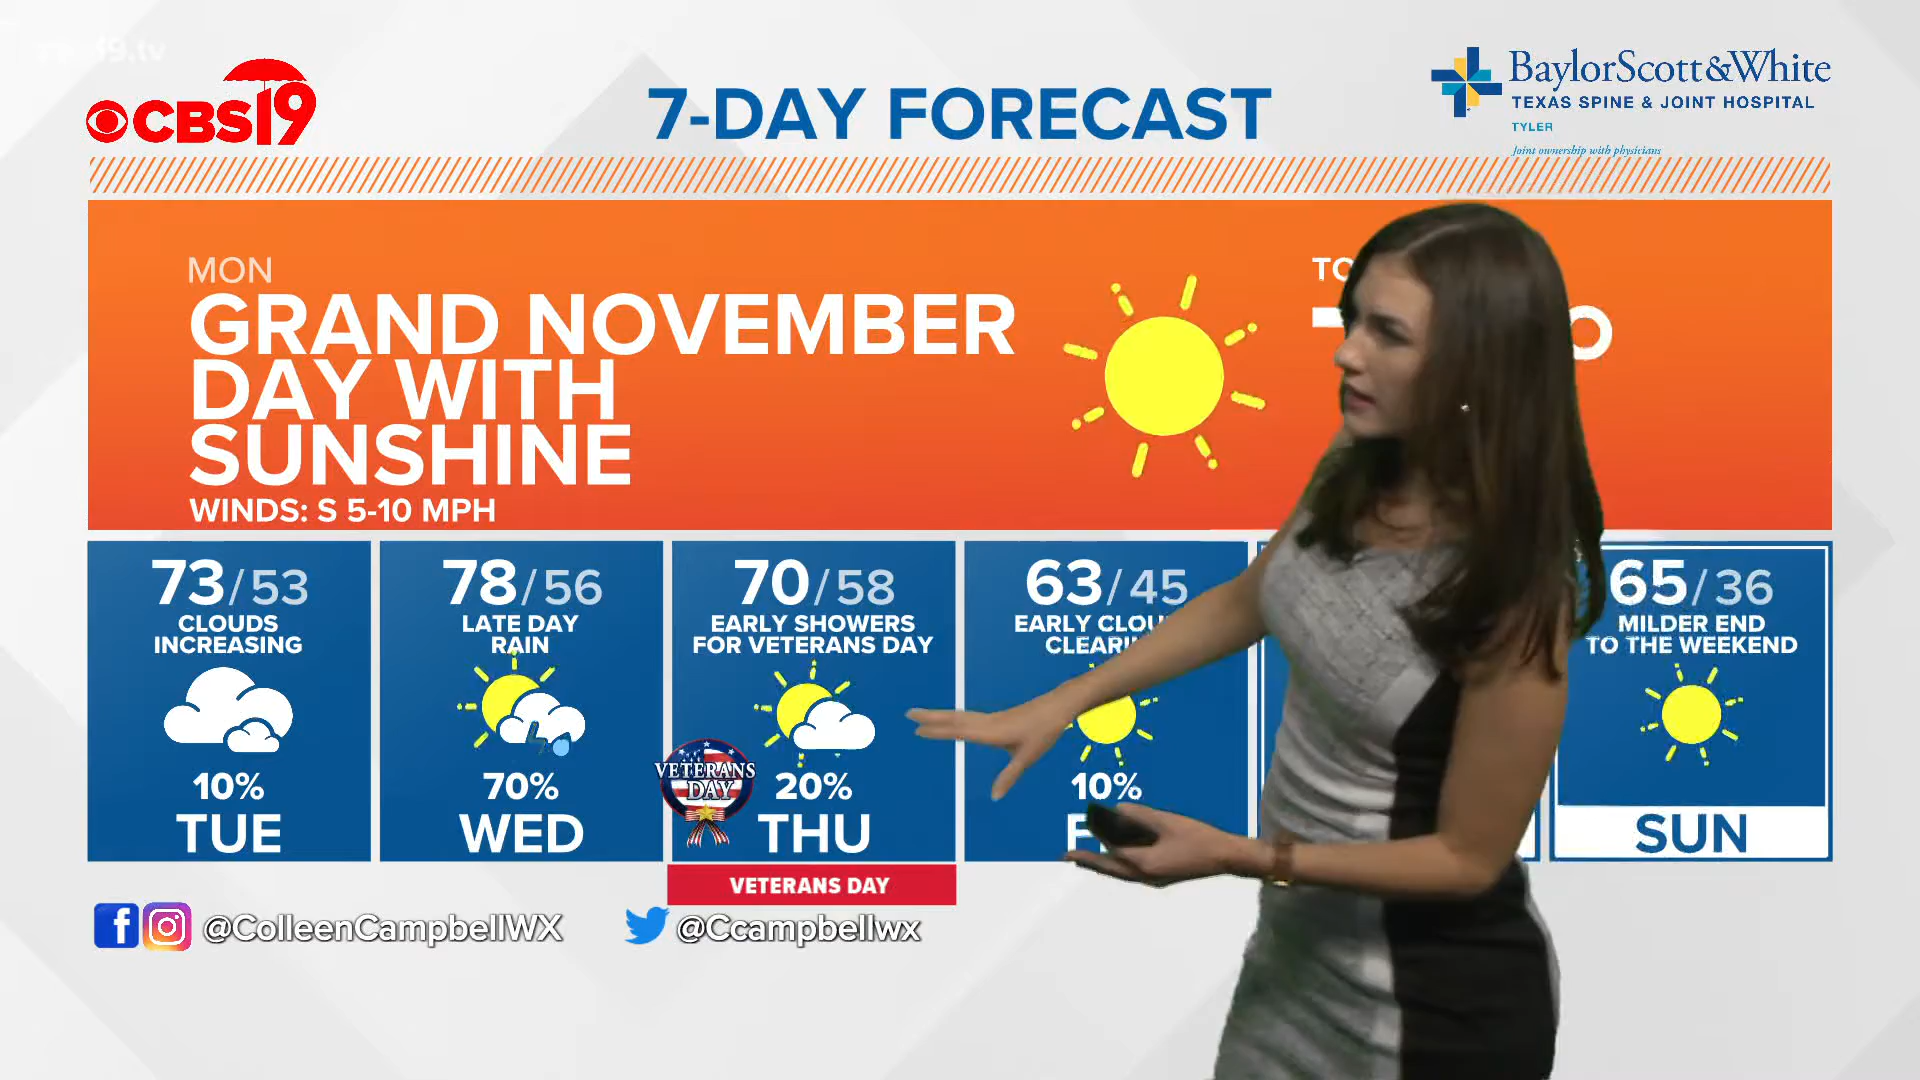 CBS19
7-DAY FORECAST
BaylorScott&White
TEXAS SPINE & JOINT HOSPITAL
TYLER
Joint ownership with physicians
MON
GRAND NOVEMBER
DAY WITH
SUNSHINE
WINDS: S 5-10 MPH
73/53
CLOUDS
INCREASING
10%
TUE
78/56
LATE DAY
RAIN
70%
WED
70/58
EARLY SHOWERS
FOR VETERANS DAY
VETERANS
DAY
20%
THU
VETERANS DAY
63/45
EARLY
10%
65/36
MILDER END
TO THE WEEKEND
SUN
@ColleenCampbellWX
@Ccampbellwx